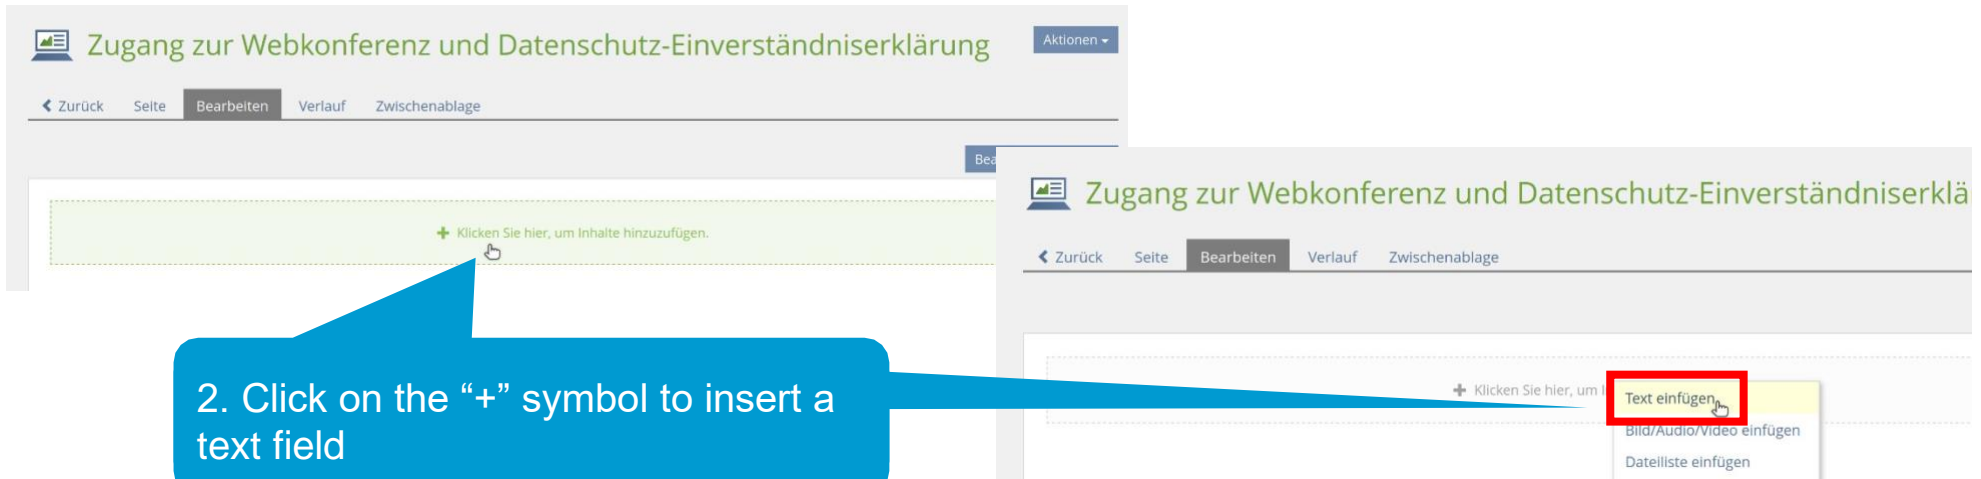 Zugang zur Webkonferenz und Datenschutz-Einverständniserklärung
Aktionen
Zurück Seite Bearbeiten Verlauf Zwischenablage
Bea
Klicken Sie hier, um Inhalte hinzuzufügen.
2. Click on the “+” symbol to insert a
text field
Zugang zur Webkonferenz und Datenschutz-Einverständniserklä
Zurück Seite Bearbeiten Verlauf Zwischenablage
Klicken Sie hier, um I
Text einfügen
Bild/Audio/Video einfügen
Dateiliste einfügen